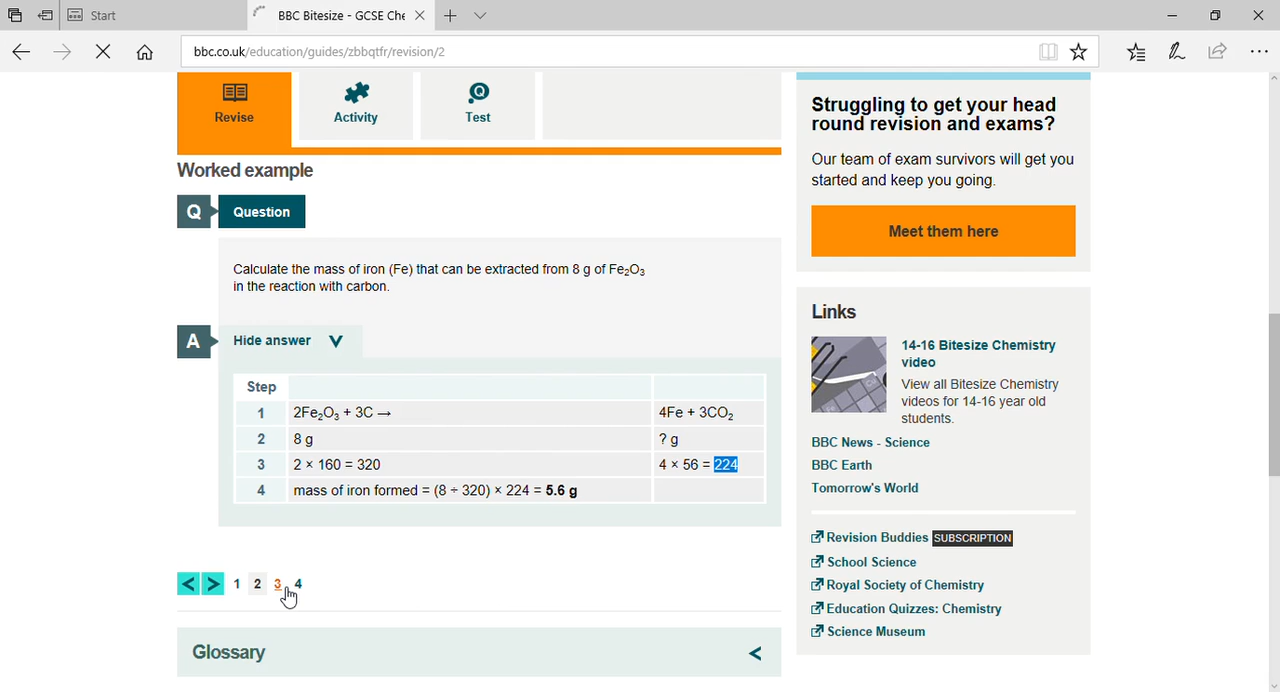 Start
BBC Bitesize - GCSE Che
bbc.co.uk/education/guides/zbbqtfr/revision/2
Revise
Activity
Test
Worked example
Q
Question
Calculate the mass of iron (Fe) that can be extracted from 8 g of Fe₂O₃
in the reaction with carbon.
A
Hide answer
Step
1 2Fe₂O₃ + 3C → 4Fe + 3CO₂
2 8 g ? g
3 2 × 160 = 320 4 × 56 = 224
4 mass of iron formed = (8 ÷ 320) × 224 = 5.6 g
< > 1 2 3 4
Glossary <
Struggling to get your head
round revision and exams?
Our team of exam survivors will get you
started and keep you going.
Meet them here
Links
14-16 Bitesize Chemistry
video
View all Bitesize Chemistry
videos for 14-16 year old
students.
BBC News - Science
BBC Earth
Tomorrow's World
Revision Buddies SUBSCRIPTION
School Science
Royal Society of Chemistry
Education Quizzes: Chemistry
Science Museum